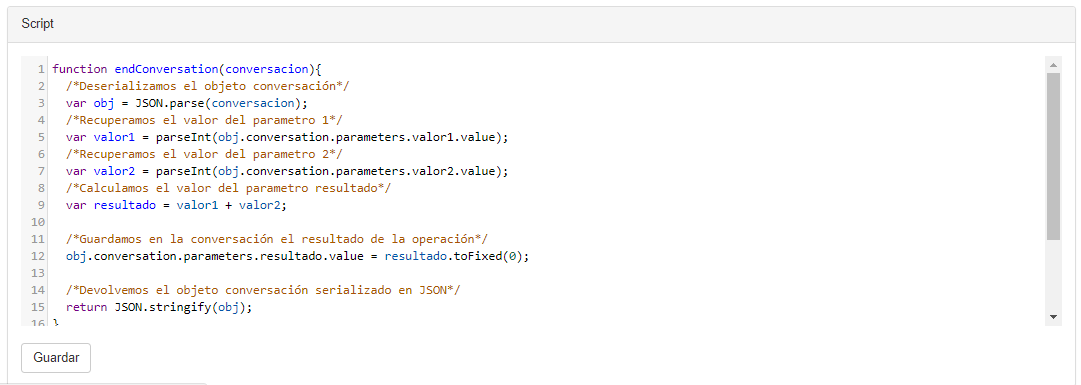 Script
1 function endConversation(conversacion){
2 /*Deserializamos el objeto conversación*/
3 var obj = JSON.parse(conversacion);
4 /*Recuperamos el valor del parametro 1*/
5 var valor1 = parseInt(obj.conversation.parameters.valor1.value);
6 /*Recuperamos el valor del parametro 2*/
7 var valor2 = parseInt(obj.conversation.parameters.valor2.value);
8 /*Calculamos el valor del parametro resultado*/
9 var resultado = valor1 + valor2;
10
11 /*Guardamos en la conversación el resultado de la operación*/
12 obj.conversation.parameters.resultado.value = resultado.toFixed(0);
13
14 /*Devolvemos el objeto conversación serializado en JSON*/
15 return JSON.stringify(obj);
16 }
Guardar